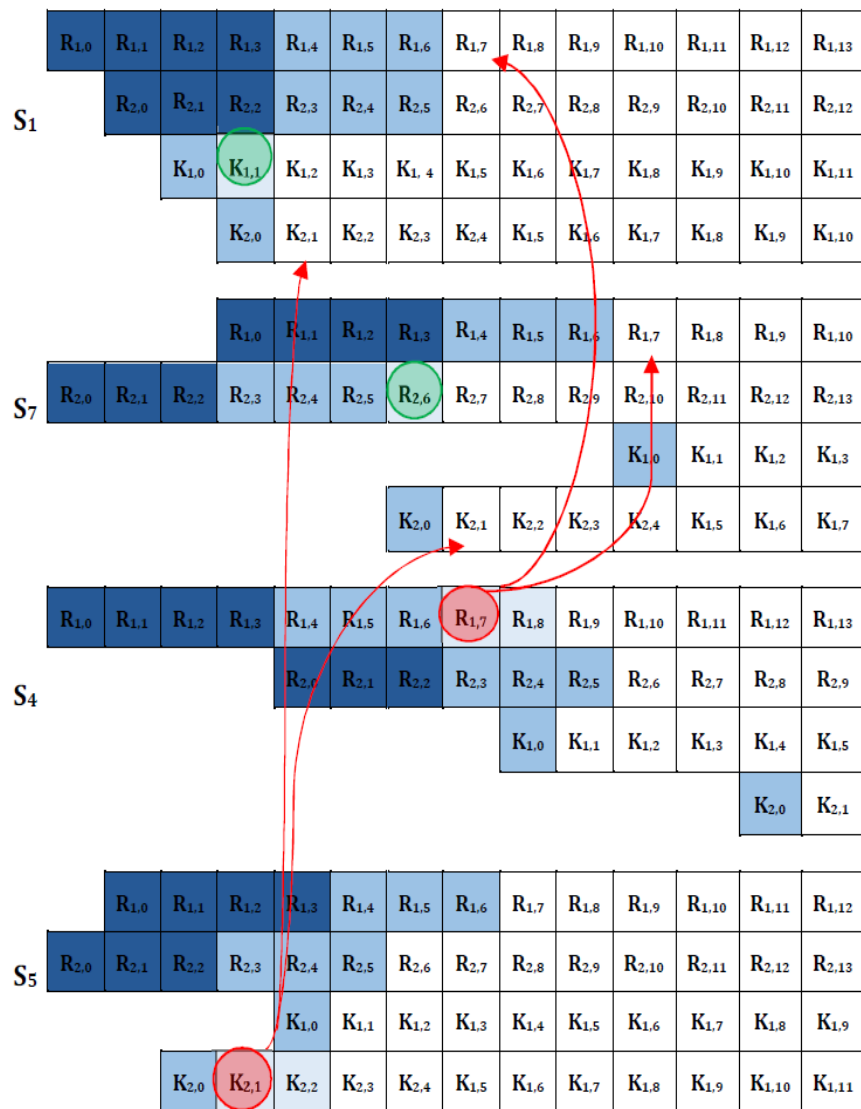 R1,0 R1,1 R1,2 R1,3 R1,4 R1,5 R1,6 R1,7 R1,8 R1,9 R1,10 R1,11 R1,12 R1,13
R2,0 R2,1 R2,2 R2,3 R2,4 R2,5 R2,6 R2,7 R2,8 R2,9 R2,10 R2,11 R2,12
S1
K1,0 K1,1 K1,2 K1,3 K1, 4 K1,5 K1,6 K1,7 K1,8 K1,9 K1,10 K1,11
K2,0 K2,1 K2,2 K2,3 K2,4 K1,5 K1,6 K1,7 K1,8 K1,9 K1,10
R1,0 R1,1 R1,2 R1,3 R1,4 R1,5 R1,6 R1,7 R1,8 R1,9 R1,10
R2,0 R2,1 R2,2 R2,3 R2,4 R2,5 R2,6 R2,7 R2,8 R2,9 R2,10 R2,11 R2,12 R2,13
S7
K1,0 K1,1 K1,2 K1,3
K2,0 K2,1 K2,2 K2,3 K2,4 K1,5 K1,6 K1,7
R1,0 R1,1 R1,2 R1,3 R1,4 R1,5 R1,6 R1,7 R1,8 R1,9 R1,10 R1,11 R1,12 R1,13
R2,0 R2,1 R2,2 R2,3 R2,4 R2,5 R2,6 R2,7 R2,8 R2,9
S4
K1,0 K1,1 K1,2 K1,3 K1,4 K1,5
K2,0 K2,1
R1,0 R1,1 R1,2 R1,3 R1,4 R1,5 R1,6 R1,7 R1,8 R1,9 R1,10 R1,11 R1,12
R2,0 R2,1 R2,2 R2,3 R2,4 R2,5 R2,6 R2,7 R2,8 R2,9 R2,10 R2,11 R2,12 R2,13
S5
K1,0 K1,1 K1,2 K1,3 K1,4 K1,5 K1,6 K1,7 K1,8 K1,9
K2,0 K2,1 K2,2 K2,3 K2,4 K1,5 K1,6 K1,7 K1,8 K1,9 K1,10 K1,11